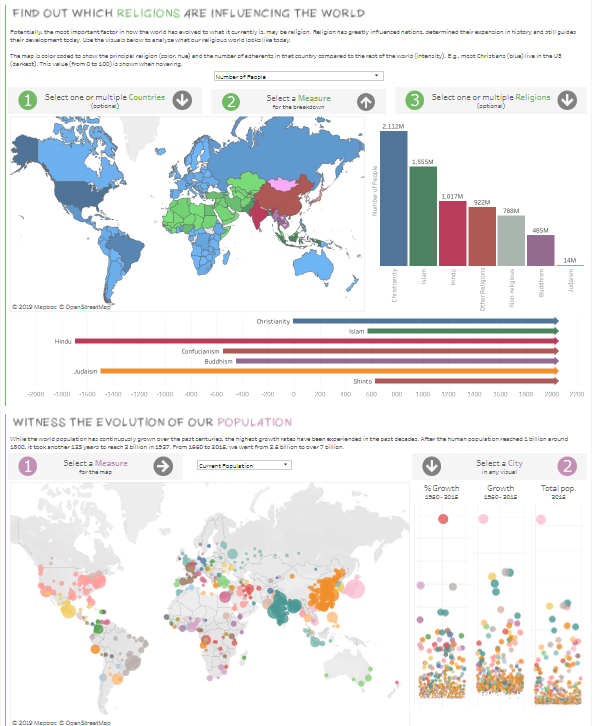 FIND OUT WHICH RELIGIONS ARE INFLUENCING THE WORLD
Potentially, the most important factor in how the world has evolved to what it currently is, may be religion. Religion has greatly influenced nations, determined their expansion in history and still guides
their development today. Use the visuals below to analyze what our religious world looks like today.
The map is color coded to show the principal religion (color, hue) and the number of adherents in that country compared to the rest of the world (intensity). E.g., most Christians (blue) live in the US
(darkest). This value (from 0 to 100) is shown when hovering.
Number of People
1 Select one or multiple Countries
(optional)
2 Select a Measure
for the breakdown
3 Select one or multiple Religions
(optional)
Number of People
2,112M
1,555M
1,017M
922M
788M
485M
14M
Christianity
Islam
Hindu
Other Religions
Non-religious
Buddhism
Judaism
© 2019 Mapbox © OpenStreetMap
Christianity
Islam
Hindu
Confucianism
Buddhism
Judaism
Shinto
-2000 -1800 -1600 -1400 -1200 -1000 -800 -600 -400 -200 0 200 400 600 800 1000 1200 1400 1600 1800 2000 2200
WITNESS THE EVOLUTION OF OUR POPULATION
While the world population has continuously grown over the past centuries, the highest growth rates have been experienced in the past decades. After the human population reached 1 billion around
1800, it took another 125 years to reach 2 billion in 1927. From 1950 to 2015, we went from 2.5 billion to over 7 billion.
1 Select a Measure
for the map
Current Population
Select a City 2
in any visual
% Growth
1950 - 2015
Growth
1950 - 2015
Total pop.
2015
© 2019 Mapbox © OpenStreetMap